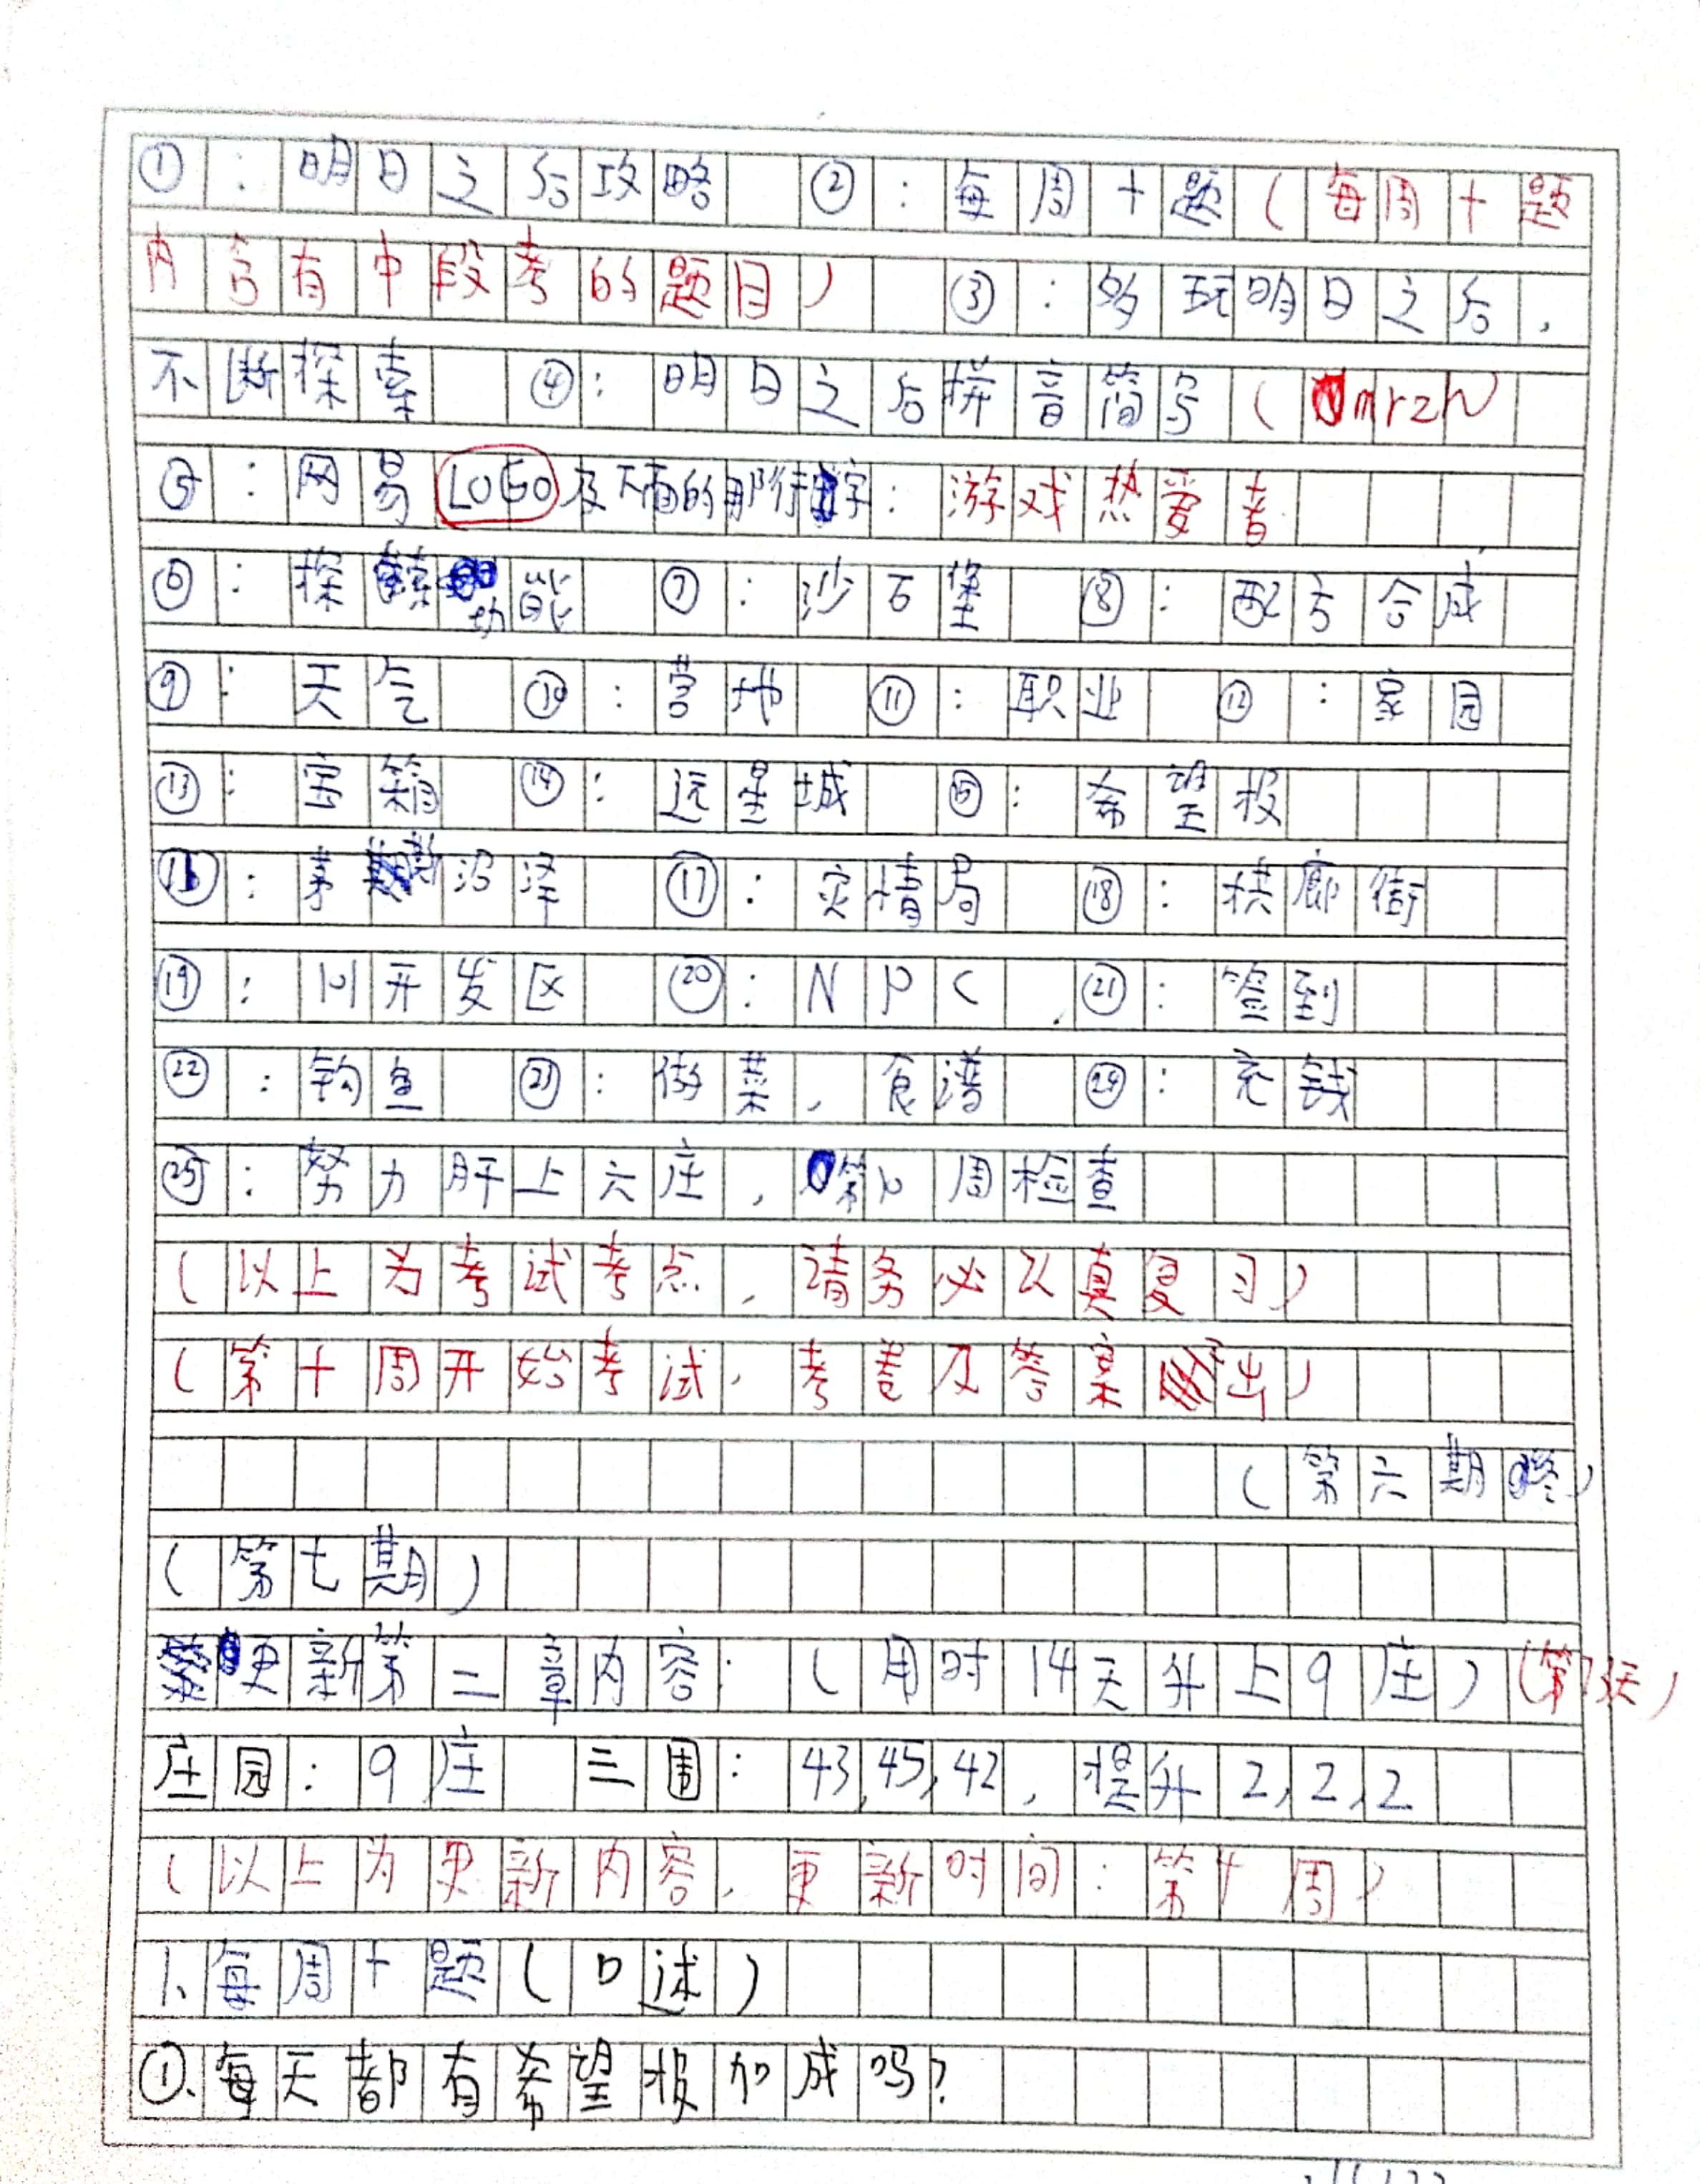 ①：明日之后攻略 ②：每周十题（每周十题
内含有中段考的题目） ③：多玩明日之后，
不断探索 ④：明日之后拼音简写（mrzh
⑤：网易LOGO及下面的那行字：游戏热爱者
⑥：探索功能 ⑦：沙石堡 ⑧：配方合成
⑨：天气 ⑩：营地 ⑪：职业 ⑫：家园
⑬：宝箱 ⑭：远星城 ⑮：希望报
⑯：茅斯沼泽 ⑰：灾情局 ⑱：拱廊街
⑲：101开发区 ⑳：NPC ㉑：签到
㉒：钓鱼 ㉓：做菜，食谱 ㉔：充钱
㉕：努力肝上六庄，第八周检查
（以上为考试考点，请务必认真复习）
（第十周开始考试，考卷及答案 出）
（第六期 终）
（第七期）
更新第二章内容：（用时14天升上9庄）（第 天）
庄园：9庄 三围：43,45,42，提升2,2,2
（以上为更新内容，更新时间：第十周）
1、每周十题（口述）
①、每天都有希望报加成吗？